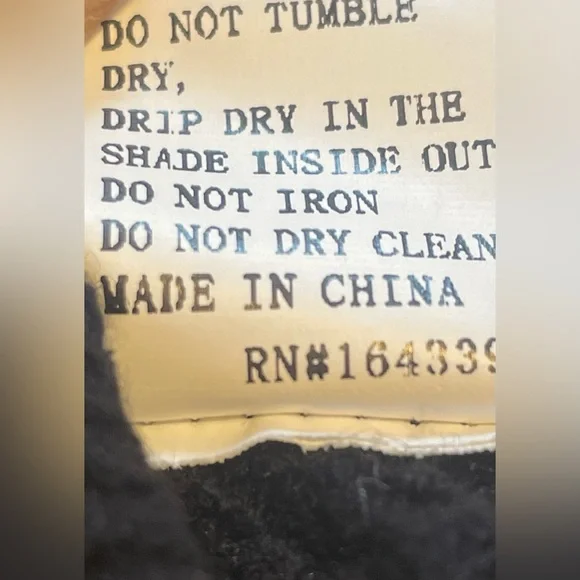 DO NOT TUMBLE
DRY,
DRIP DRY IN THE
SHADE INSIDE OUT
DO NOT IRON
DO NOT DRY CLEAN
MADE IN CHINA
RN#164339